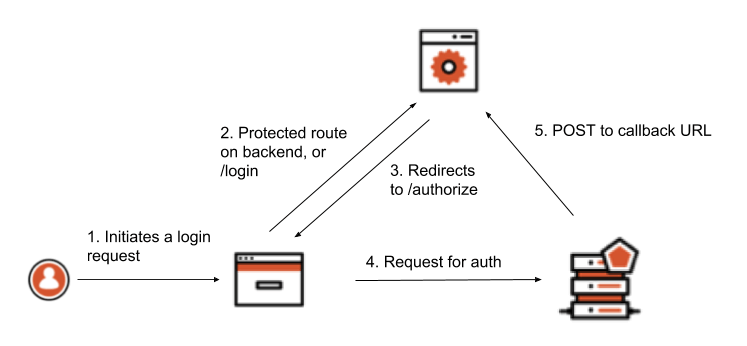 2. Protected route
on backend, or
/login
5. POST to callback URL
3. Redirects
to /authorize
1. Initiates a login
request
4. Request for auth